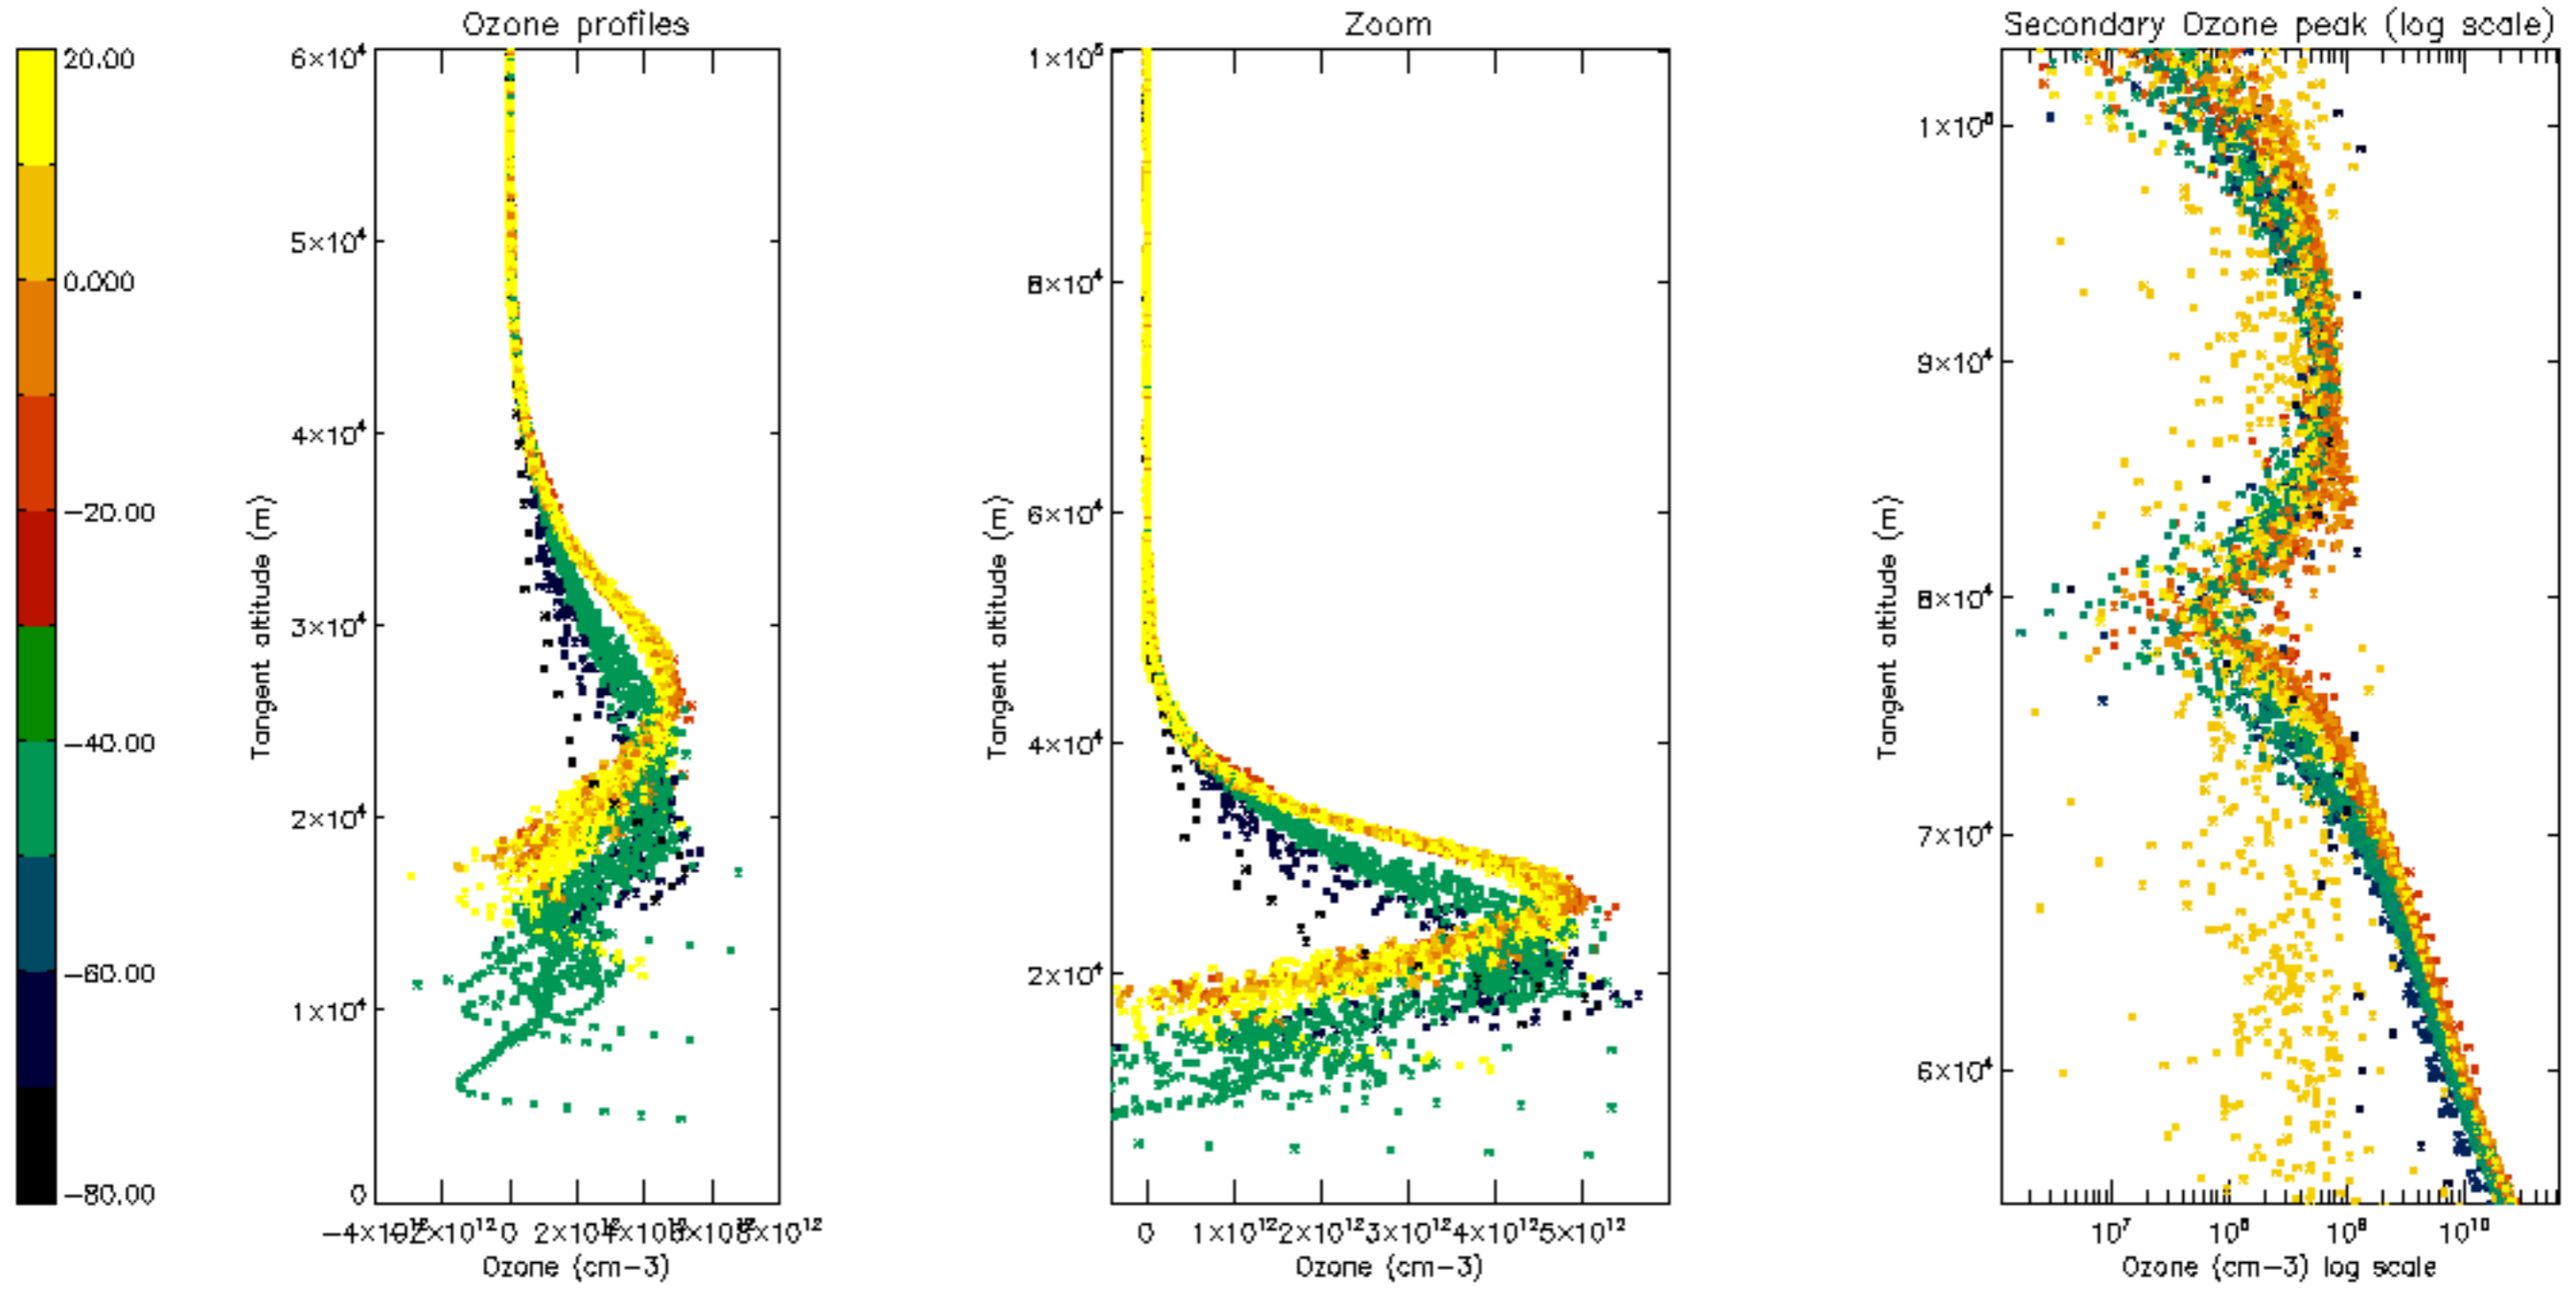 Ozone profiles
Zoom
Secondary Ozone peak (log scale)
20.00
0.000
−20.00
−40.00
−60.00
−80.00
Tangent altitude (m)
6×10⁴
5×10⁴
4×10⁴
3×10⁴
2×10⁴
1×10⁴
0
0
Ozone (cm−3)
Tangent altitude (m)
1×10⁵
8×10⁴
6×10⁴
4×10⁴
2×10⁴
0 1×10¹² 2×10¹² 3×10¹² 4×10¹² 5×10¹²
Ozone (cm−3)
Tangent altitude (m)
1×10⁵
9×10⁴
8×10⁴
7×10⁴
6×10⁴
10⁷ 10⁸ 10⁹ 10¹⁰
Ozone (cm−3) log scale